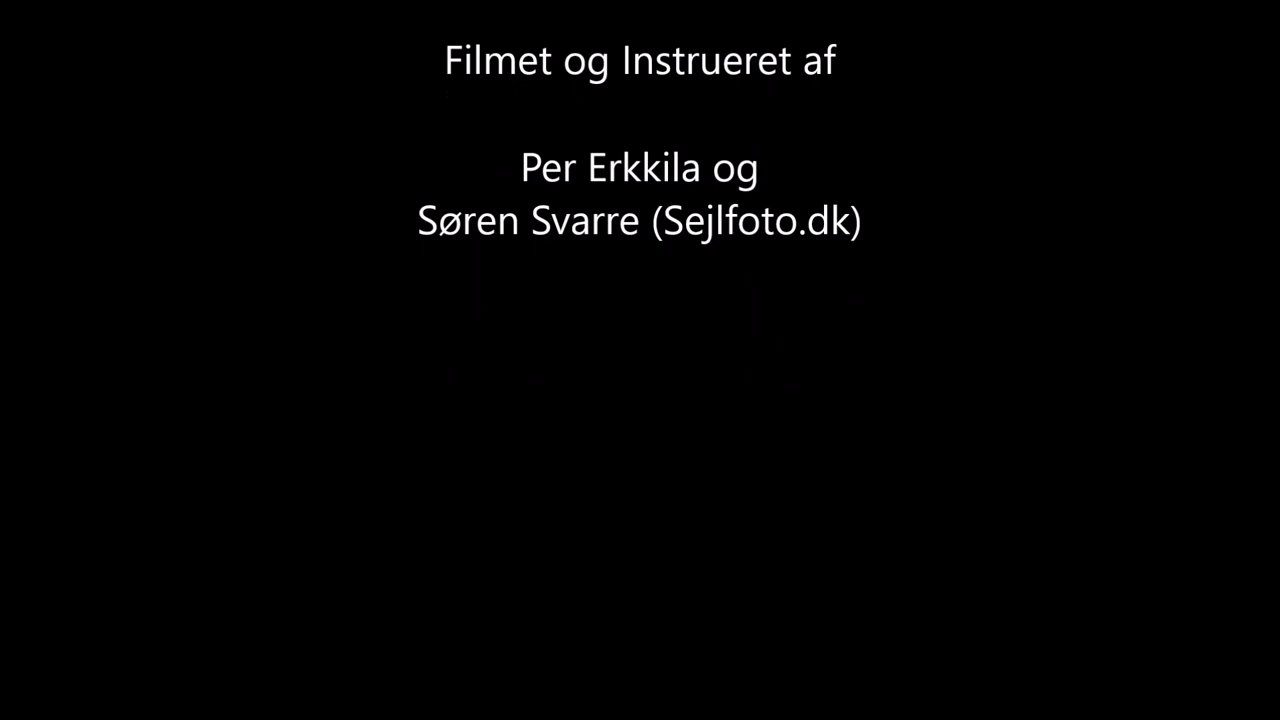 Filmet og Instrueret af
Per Erkkila og
Søren Svarre (Sejlfoto.dk)